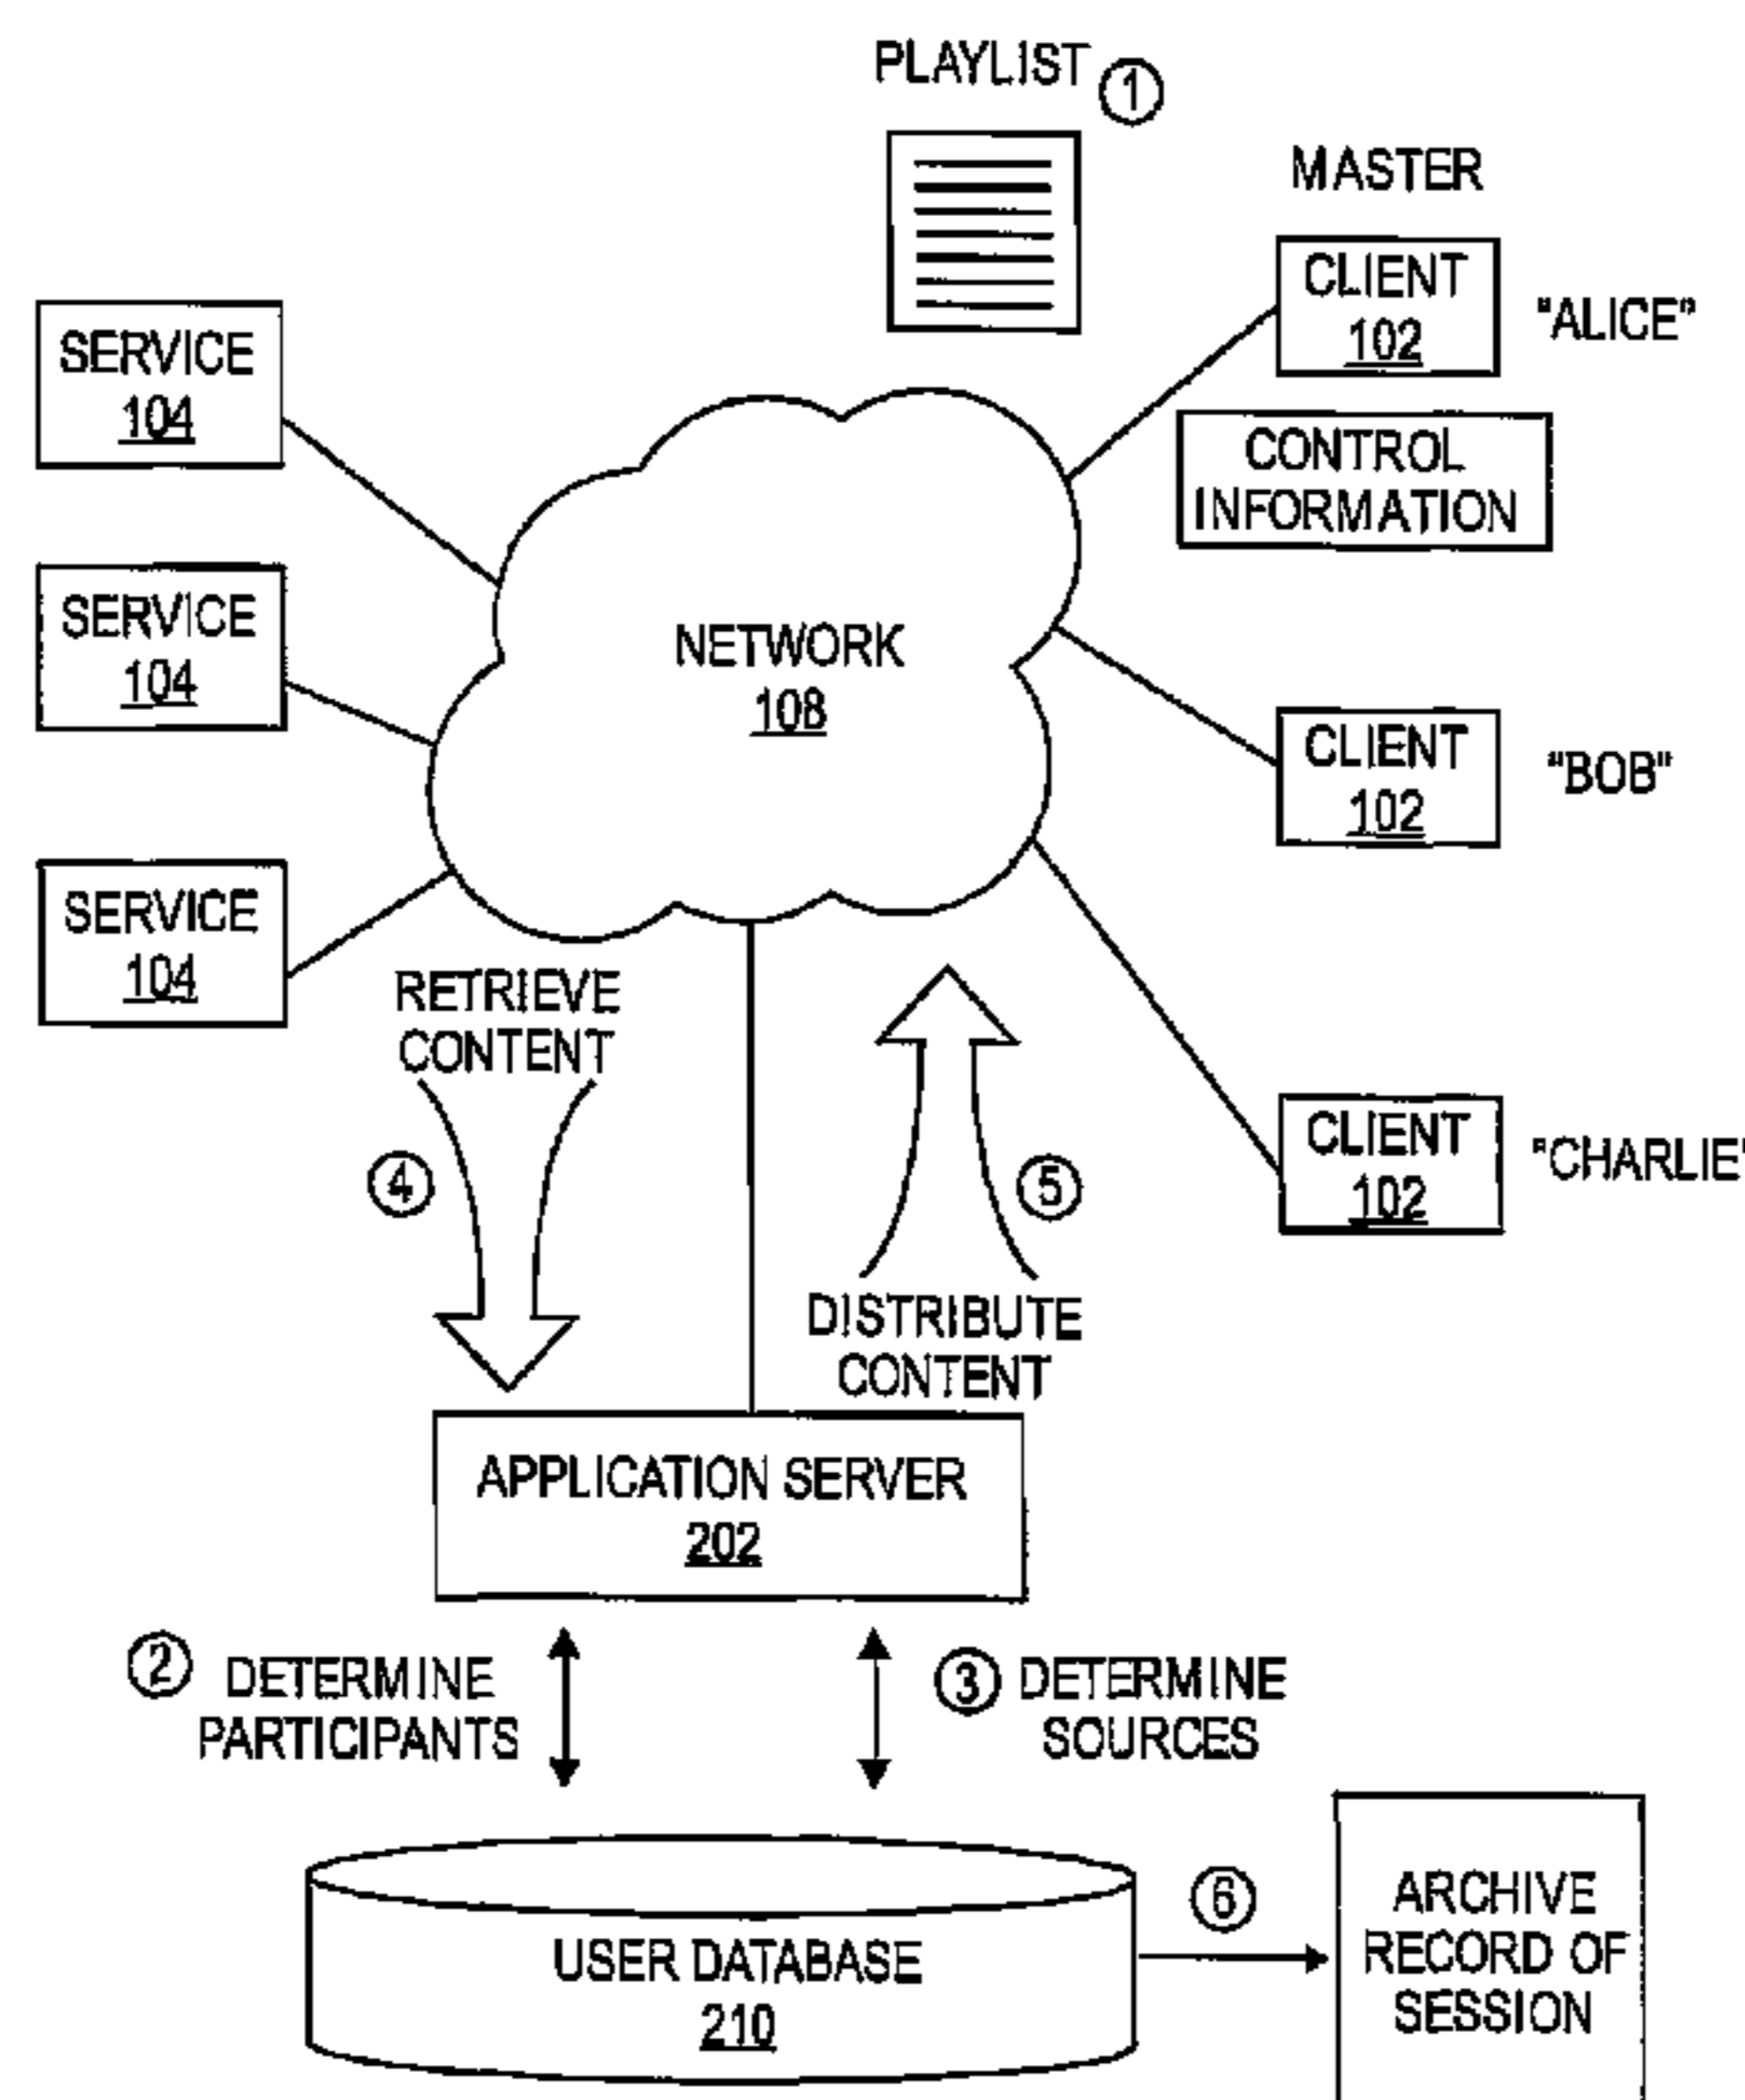 PLAYLIST ①
MASTER
CLIENT
102
"ALICE"
CONTROL
INFORMATION
SERVICE
104
SERVICE
104
SERVICE
104
NETWORK
108
CLIENT
102
"BOB"
CLIENT
102
"CHARLIE"
RETRIEVE
CONTENT
④
⑤
DISTRIBUTE
CONTENT
APPLICATION SERVER
202
② DETERMINE
PARTICIPANTS
③ DETERMINE
SOURCES
USER DATABASE
210
⑥
ARCHIVE
RECORD OF
SESSION